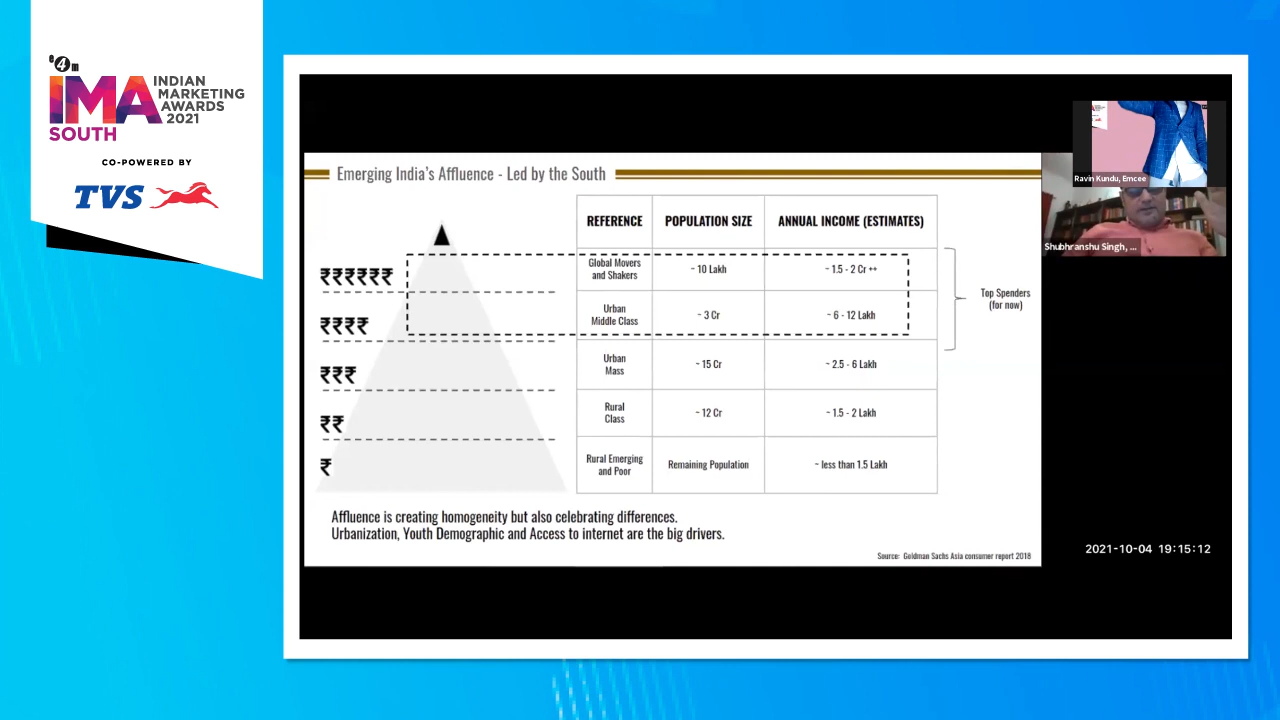 e4m
IMA
INDIAN
MARKETING
AWARDS
2021
SOUTH
CO-POWERED BY
TVS
Emerging India's Affluence - Led by the South
REFERENCE POPULATION SIZE ANNUAL INCOME (ESTIMATES)
₹₹₹₹₹₹ Global Movers
and Shakers ~ 10 Lakh ~ 1.5 - 2 Cr ++
₹₹₹₹ Urban
Middle Class ~ 3 Cr ~ 6 - 12 Lakh
₹₹₹ Urban
Mass ~ 15 Cr ~ 2.5 - 6 Lakh
₹₹ Rural
Class ~ 12 Cr ~ 1.5 - 2 Lakh
₹ Rural Emerging
and Poor Remaining Population ~ less than 1.5 Lakh
Top Spenders
(for now)
Affluence is creating homogeneity but also celebrating differences.
Urbanization, Youth Demographic and Access to internet are the big drivers.
Source: Goldman Sachs Asia consumer report 2018
Ravin Kundu, Emcee
Shubhranshu Singh, ...
2021-10-04 19:15:12